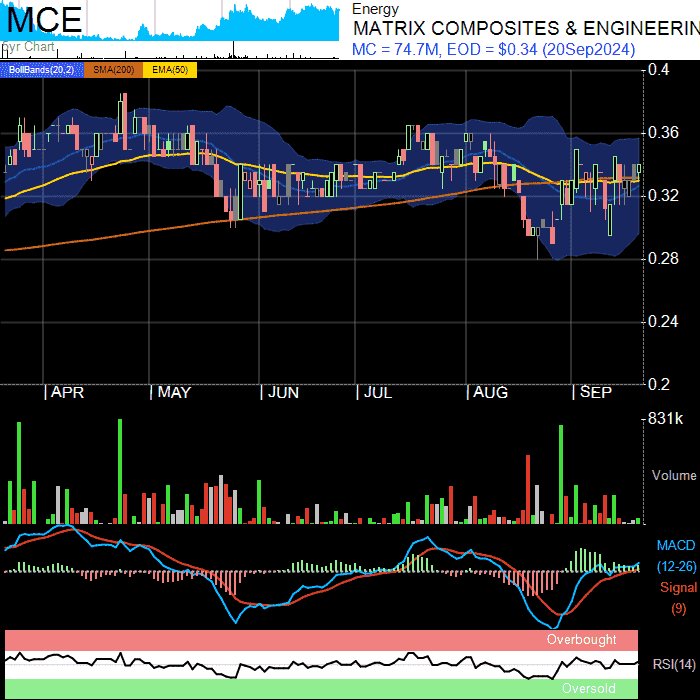 MCE
5yr Chart
Energy
MATRIX COMPOSITES & ENGINEERIN
MC = 74.7M, EOD = $0.34 (20Sep2024)
BollBands(20,2) SMA(200) EMA(50)
0.4
0.36
0.32
0.28
0.24
0.2
APR MAY JUN JUL AUG SEP
831k
Volume
MACD
(12-26)
Signal
(9)
Overbought
RSI(14)
Oversold